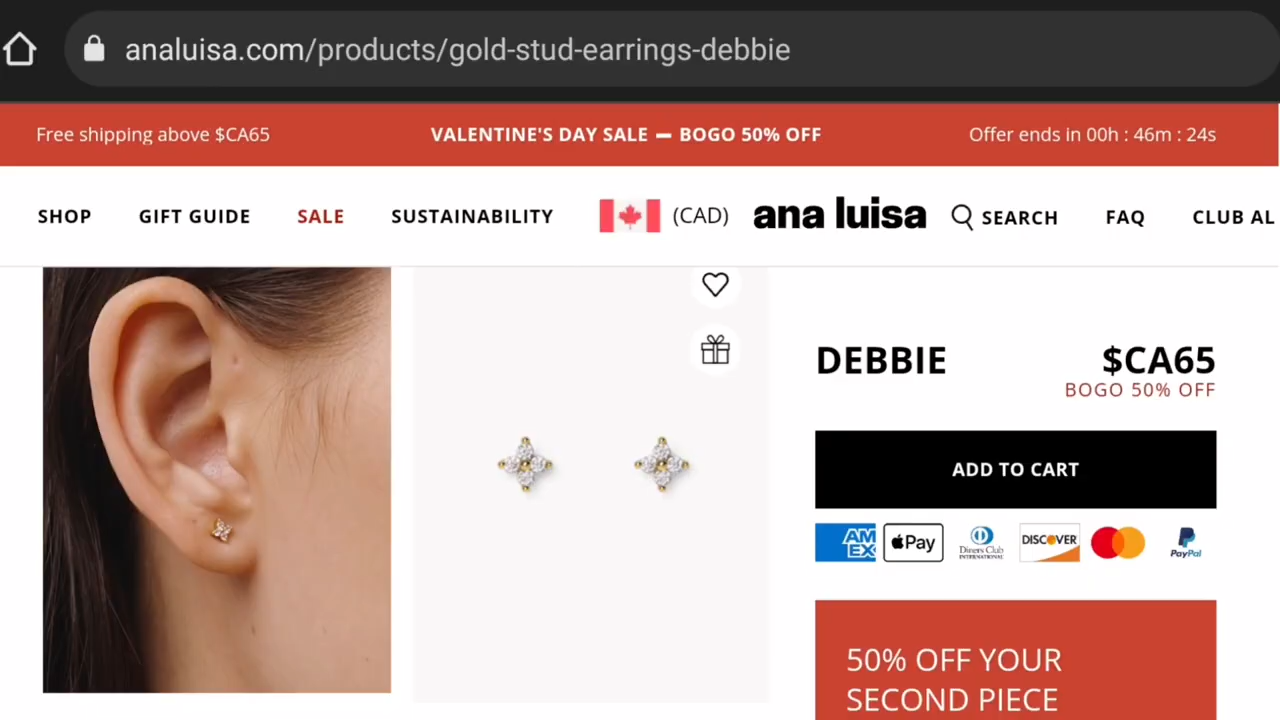 analuisa.com/products/gold-stud-earrings-debbie
Free shipping above $CA65
VALENTINE'S DAY SALE — BOGO 50% OFF
Offer ends in 00h : 46m : 24s
SHOP
GIFT GUIDE
SALE
SUSTAINABILITY
(CAD)
ana luisa
SEARCH
FAQ
CLUB AL
DEBBIE
$CA65
BOGO 50% OFF
ADD TO CART
AM
EX
Pay
Diners Club
INTERNATIONAL
DISCOVER
PayPal
50% OFF YOUR
SECOND PIECE